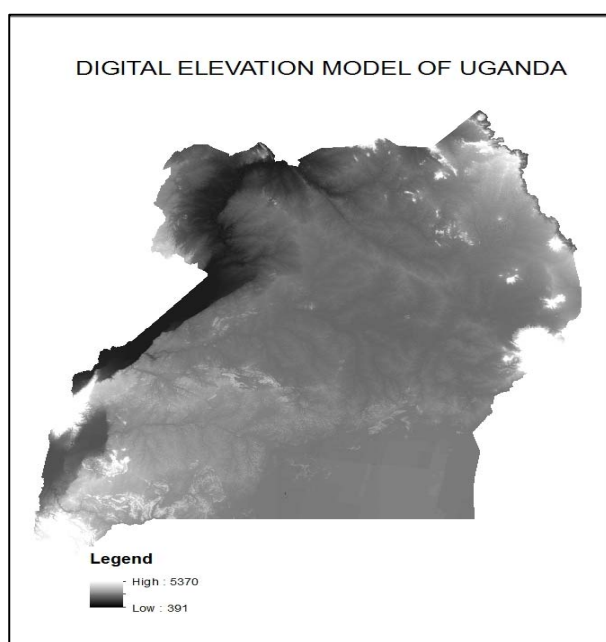 DIGITAL ELEVATION MODEL OF UGANDA
Legend
High : 5370
Low : 391